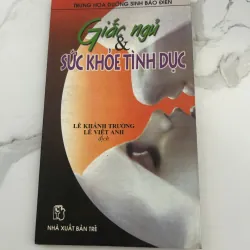 TRUNG HOA DƯỠNG SINH BẢO ĐIỂN
Giấc ngủ
&
SỨC KHỎE TÌNH DỤC
LÊ KHÁNH TRƯỜNG
LÊ VIỆT ANH
dịch
NHÀ XUẤT BẢN TRẺ